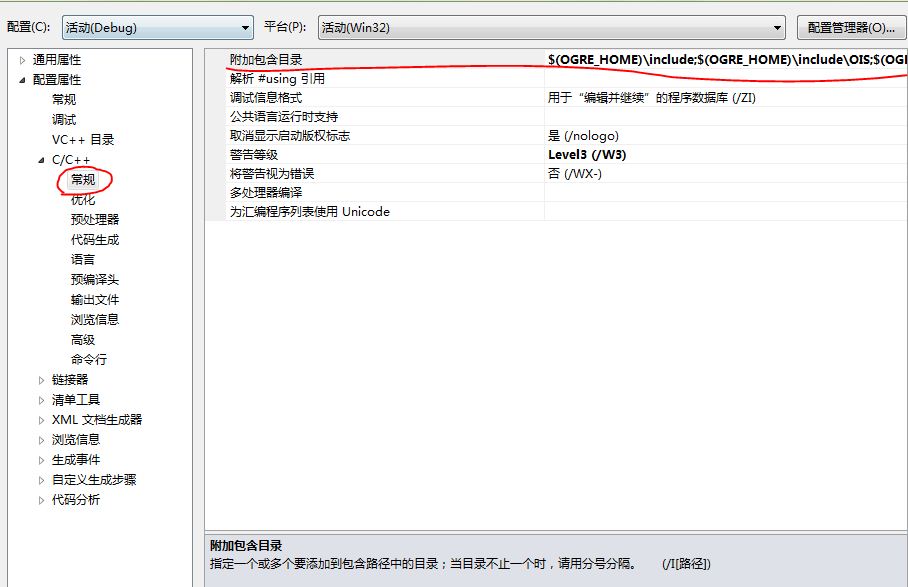 配置(C): 活动(Debug) 平台(P): 活动(Win32) 配置管理器(O)...
通用属性
配置属性
常规
调试
VC++ 目录
C/C++
常规
优化
预处理器
代码生成
语言
预编译头
输出文件
浏览信息
高级
命令行
链接器
清单工具
XML 文档生成器
浏览信息
生成事件
自定义生成步骤
代码分析
附加包含目录 $(OGRE_HOME)\include;$(OGRE_HOME)\include\OIS;$(OGI
解析 #using 引用
调试信息格式 用于“编辑并继续”的程序数据库 (/ZI)
公共语言运行时支持
取消显示启动版权标志 是 (/nologo)
警告等级 Level3 (/W3)
将警告视为错误 否 (/WX-)
多处理器编译
为汇编程序列表使用 Unicode
附加包含目录
指定一个或多个要添加到包含路径中的目录；当目录不止一个时，请用分号分隔。 (/I[路径])